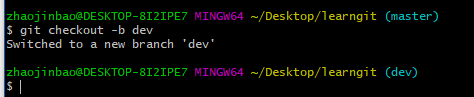 zhaojinbao@DESKTOP-8I2IPE7 MINGW64 ~/Desktop/learngit (master)
$ git checkout -b dev
Switched to a new branch 'dev'
zhaojinbao@DESKTOP-8I2IPE7 MINGW64 ~/Desktop/learngit (dev)
$